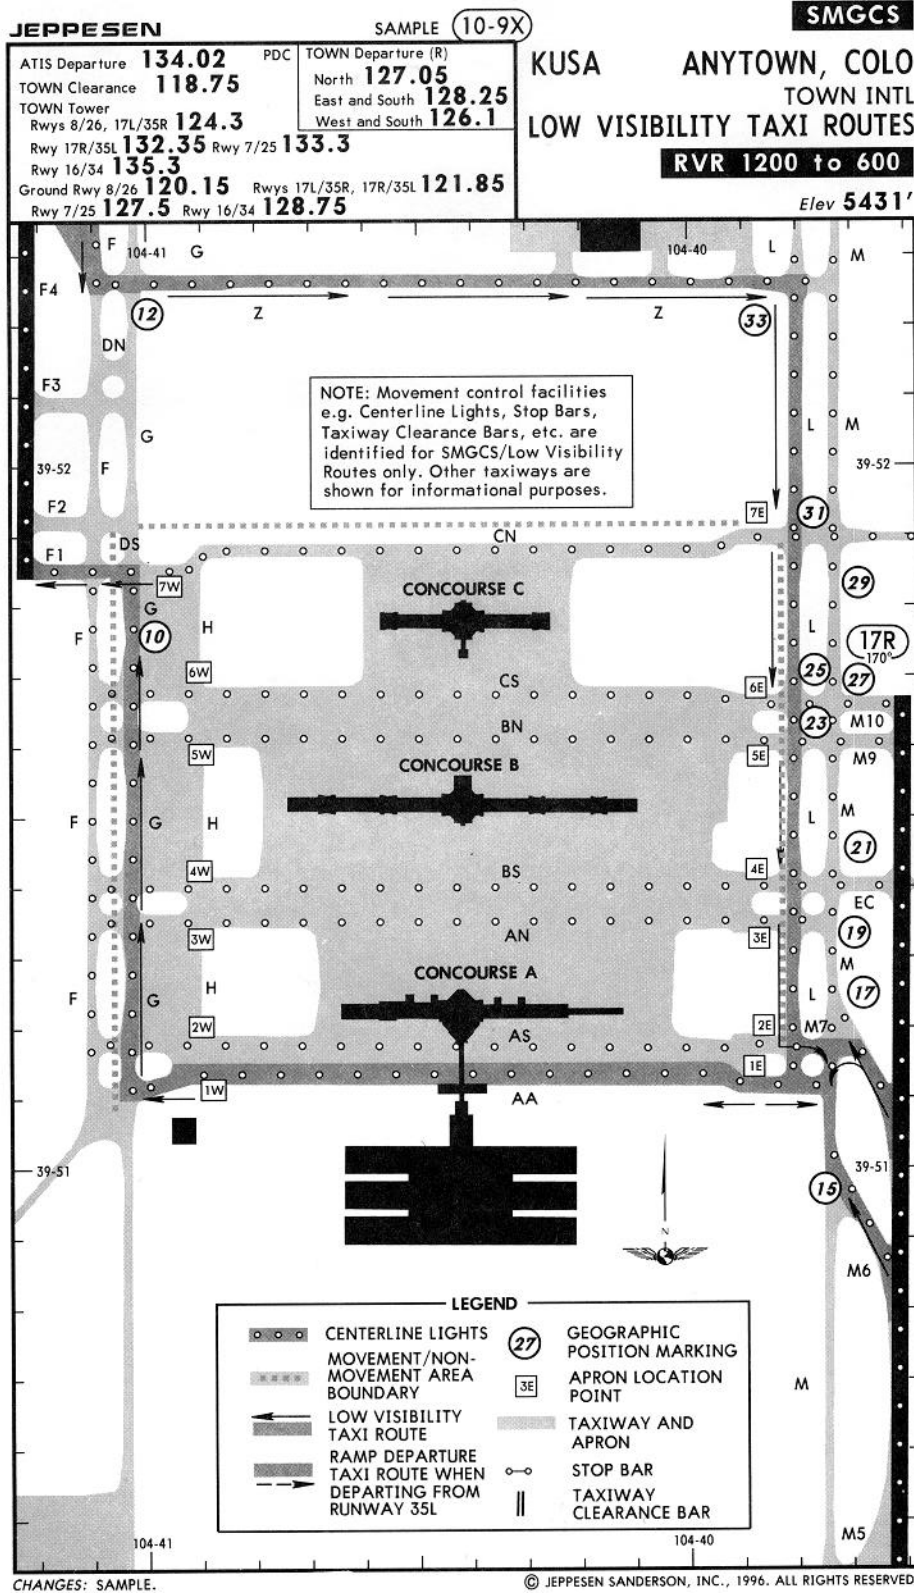 JEPPESEN
SAMPLE 10-9X
SMGCS
ATIS Departure 134.02 PDC
TOWN Clearance 118.75
TOWN Tower
Rwys 8/26, 17L/35R 124.3
Rwy 17R/35L 132.35 Rwy 7/25 133.3
Rwy 16/34 135.3
Ground Rwy 8/26 120.15 Rwys 17L/35R, 17R/35L 121.85
Rwy 7/25 127.5 Rwy 16/34 128.75
TOWN Departure (R)
North 127.05
East and South 128.25
West and South 126.1
KUSA ANYTOWN, COLO
TOWN INTL
LOW VISIBILITY TAXI ROUTES
RVR 1200 to 600
Elev 5431'
F 104-41 G 104-40 L M
F4
12 Z Z 33
DN
F3
NOTE: Movement control facilities
e.g. Centerline Lights, Stop Bars,
Taxiway Clearance Bars, etc. are
identified for SMGCS/Low Visibility
Routes only. Other taxiways are
shown for informational purposes.
G L M
39-52 F 39-52
F2
7E 31
F1 DS CN
7W CONCOURSE C 29
G
F 10 H L 17R
170°
6W CS 6E 25 27
BN 23 M10
5W 5E M9
CONCOURSE B
F G H L M
21
4W BS 4E
EC
3W AN 3E 19
CONCOURSE A M
F G H L 17
2W AS 2E M7
1E
1W AA
39-51 39-51
15
N
M6
M
M5
LEGEND
CENTERLINE LIGHTS
MOVEMENT/NON-
MOVEMENT AREA
BOUNDARY
LOW VISIBILITY
TAXI ROUTE
RAMP DEPARTURE
TAXI ROUTE WHEN
DEPARTING FROM
RUNWAY 35L
27 GEOGRAPHIC
POSITION MARKING
3E APRON LOCATION
POINT
TAXIWAY AND
APRON
STOP BAR
TAXIWAY
CLEARANCE BAR
104-41 104-40
CHANGES: SAMPLE.
© JEPPESEN SANDERSON, INC., 1996. ALL RIGHTS RESERVED